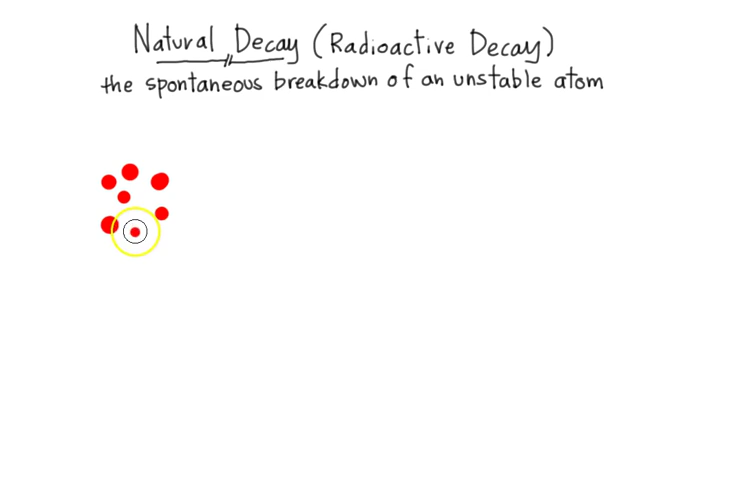 Natural Decay (Radioactive Decay)
the spontaneous breakdown of an unstable atom